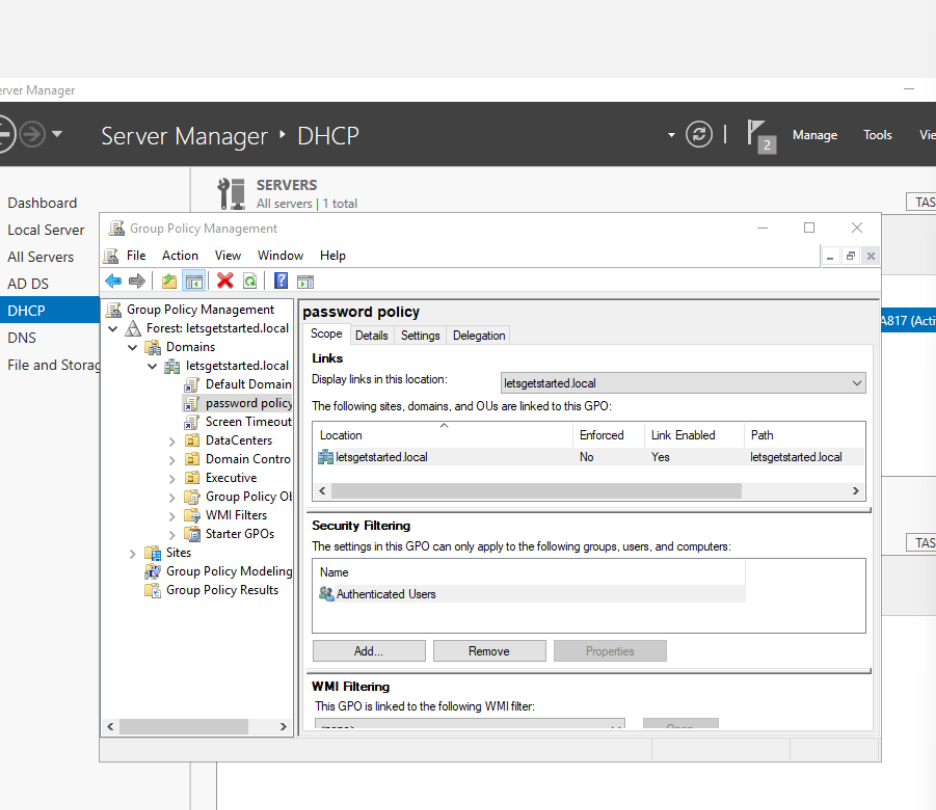 erver Manager
Server Manager ‣ DHCP
2
Manage
Tools
Vie
Dashboard
Local Server
All Servers
AD DS
DHCP
DNS
File and Storag
SERVERS
All servers | 1 total
TAS
A817 (Acti
TAS
Group Policy Management
File Action View Window Help
Group Policy Management
Forest: letsgetstarted.local
Domains
letsgetstarted.local
Default Domain
password policy
Screen Timeout
DataCenters
Domain Contro
Executive
Group Policy Ob
WMI Filters
Starter GPOs
Sites
Group Policy Modeling
Group Policy Results
password policy
Scope Details Settings Delegation
Links
Display links in this location: letsgetstarted.local
The following sites, domains, and OUs are linked to this GPO:
Location Enforced Link Enabled Path
letsgetstarted.local No Yes letsgetstarted.local
Security Filtering
The settings in this GPO can only apply to the following groups, users, and computers:
Name
Authenticated Users
Add... Remove Properties
WMI Filtering
This GPO is linked to the following WMI filter: